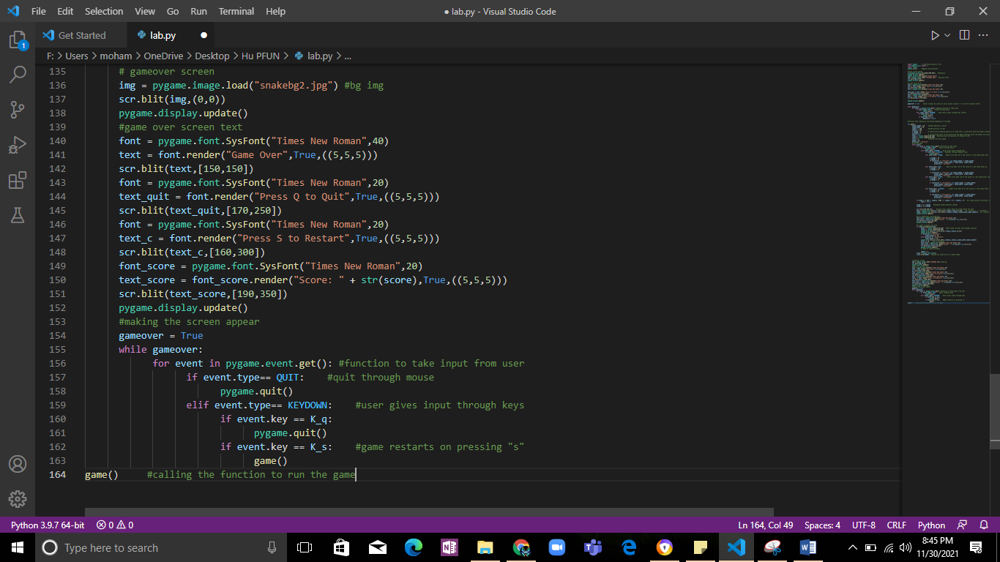 File Edit Selection View Go Run Terminal Help
● lab.py - Visual Studio Code
Get Started lab.py
F: > Users > moham > OneDrive > Desktop > Hu PFUN > lab.py > ...
135 # gameover screen
136 img = pygame.image.load("snakebg2.jpg") #bg img
137 scr.blit(img,(0,0))
138 pygame.display.update()
139 #game over screen text
140 font = pygame.font.SysFont("Times New Roman",40)
141 text = font.render("Game Over",True,((5,5,5)))
142 scr.blit(text,[150,150])
143 font = pygame.font.SysFont("Times New Roman",20)
144 text_quit = font.render("Press Q to Quit",True,((5,5,5)))
145 scr.blit(text_quit,[170,250])
146 font = pygame.font.SysFont("Times New Roman",20)
147 text_c = font.render("Press S to Restart",True,((5,5,5)))
148 scr.blit(text_c,[160,300])
149 font_score = pygame.font.SysFont("Times New Roman",20)
150 text_score = font_score.render("Score: " + str(score),True,((5,5,5)))
151 scr.blit(text_score,[190,350])
152 pygame.display.update()
153 #making the screen appear
154 gameover = True
155 while gameover:
156 for event in pygame.event.get(): #function to take input from user
157 if event.type== QUIT: #quit through mouse
158 pygame.quit()
159 elif event.type== KEYDOWN: #user gives input through keys
160 if event.key == K_q:
161 pygame.quit()
162 if event.key == K_s: #game restarts on pressing "s"
163 game()
164 game() #calling the function to run the game
Python 3.9.7 64-bit 0 0 Ln 164, Col 49 Spaces: 4 UTF-8 CRLF Python
Type here to search
8:45 PM
11/30/2021